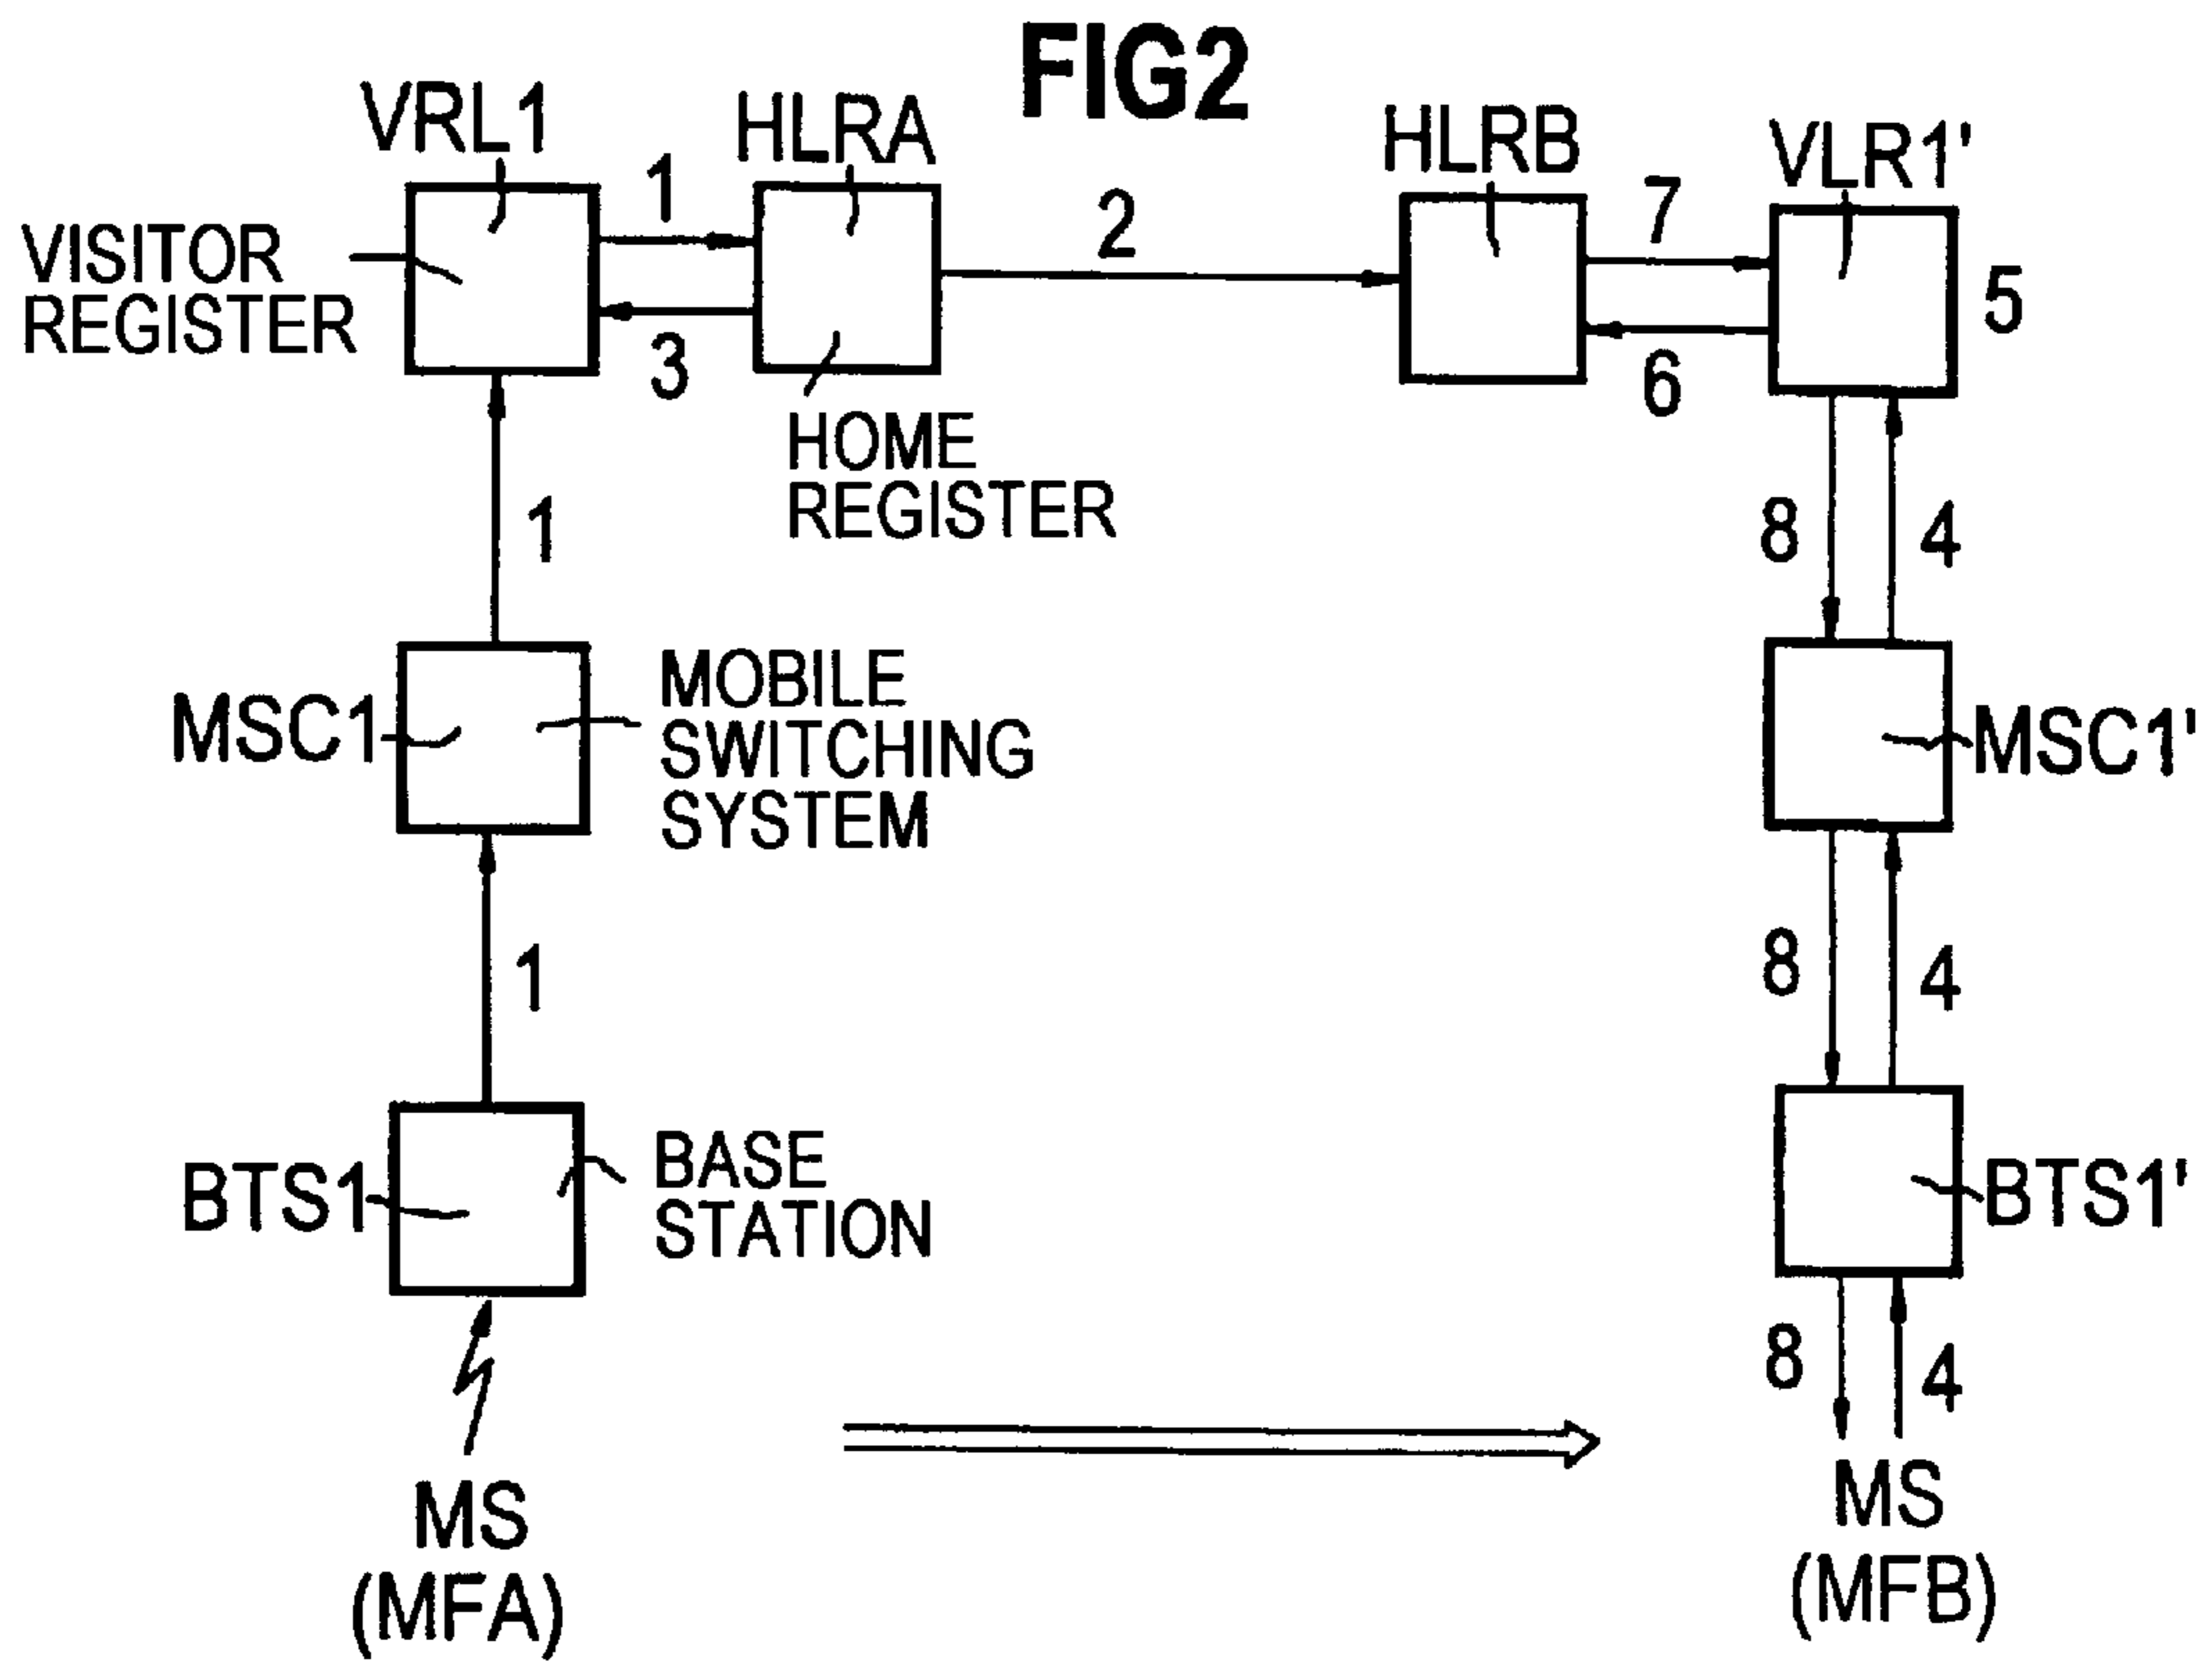 FIG2
VRL1
HLRA
HLRB
VLR1'
VISITOR
REGISTER
1
3
2
7
6
5
HOME
REGISTER
1
8
4
MSC1
MOBILE
SWITCHING
SYSTEM
MSC1'
1
8
4
BTS1
BASE
STATION
BTS1'
8
4
MS
(MFA)
MS
(MFB)